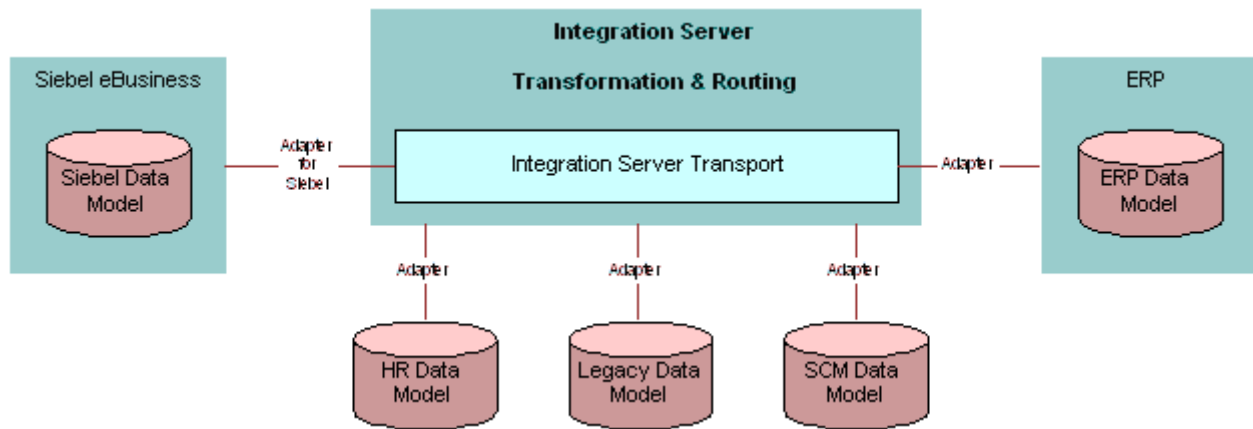 Integration Server
Transformation & Routing
Siebel eBusiness
ERP
Siebel Data
Model
Adapter
for
Siebel
Integration Server Transport
Adapter
ERP Data
Model
Adapter
Adapter
Adapter
HR Data
Model
Legacy Data
Model
SCM Data
Model